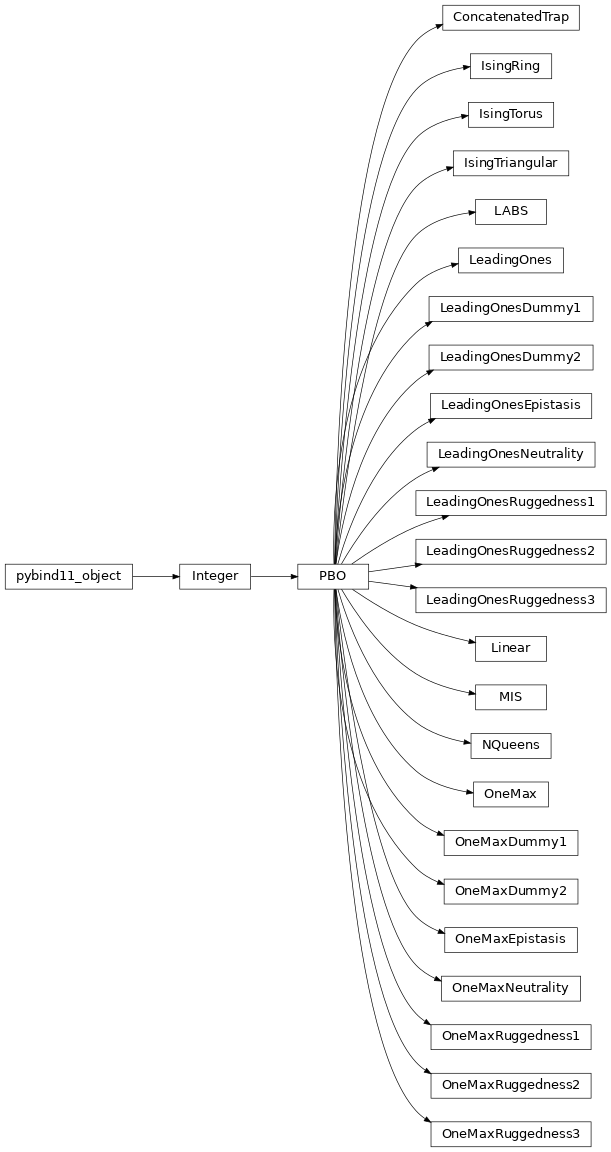 ConcatenatedTrap
IsingRing
IsingTorus
IsingTriangular
LABS
LeadingOnes
LeadingOnesDummy1
LeadingOnesDummy2
LeadingOnesEpistasis
LeadingOnesNeutrality
LeadingOnesRuggedness1
LeadingOnesRuggedness2
pybind11_object Integer PBO
LeadingOnesRuggedness3
Linear
MIS
NQueens
OneMax
OneMaxDummy1
OneMaxDummy2
OneMaxEpistasis
OneMaxNeutrality
OneMaxRuggedness1
OneMaxRuggedness2
OneMaxRuggedness3